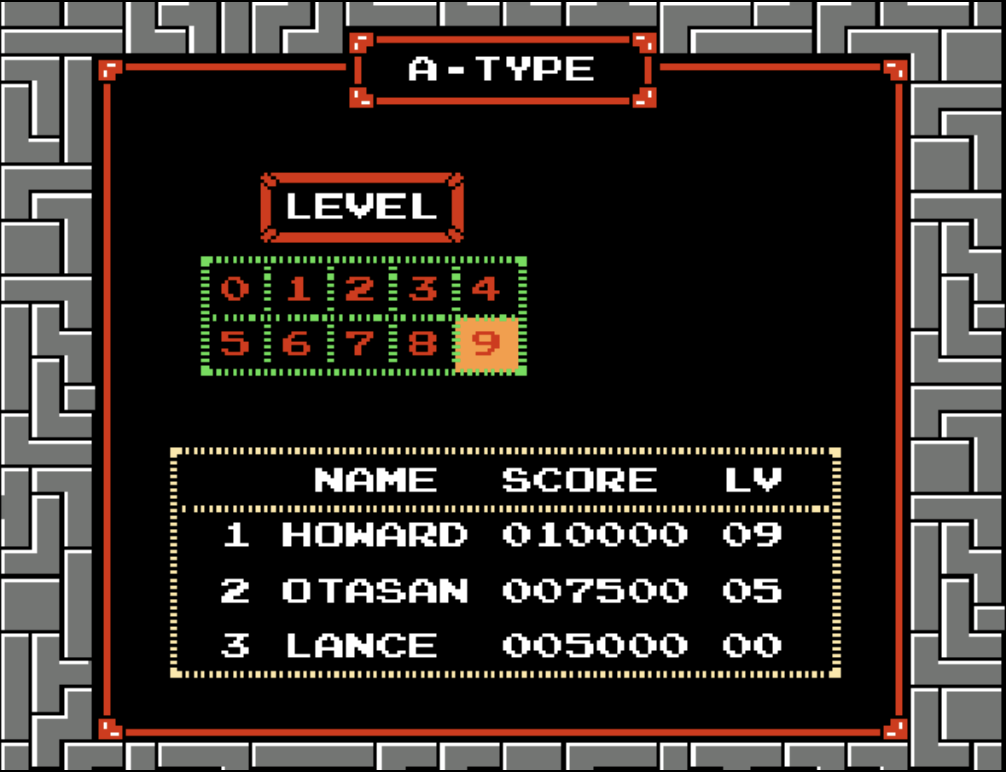 A-TYPE
LEVEL
0 1 2 3 4
5 6 7 8 9
NAME SCORE LV
1 HOWARD 010000 09
2 OTASAN 007500 05
3 LANCE 005000 00